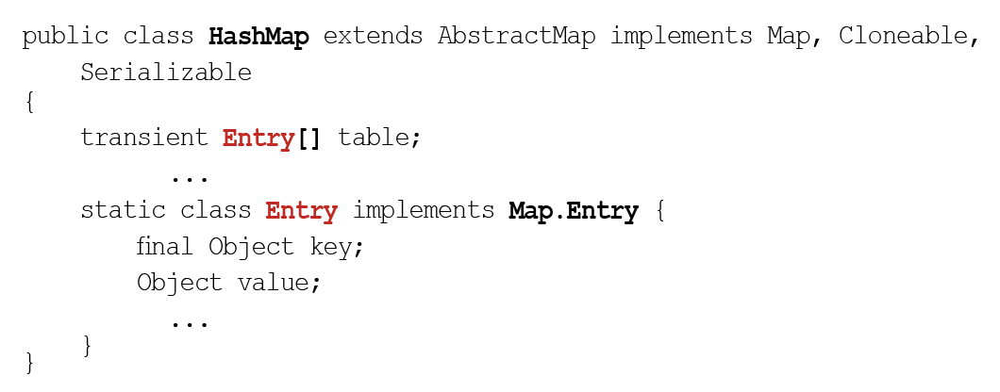 public class HashMap extends AbstractMap implements Map, Cloneable,
Serializable
{
transient Entry[] table;
...
static class Entry implements Map.Entry {
final Object key;
Object value;
...
}
}